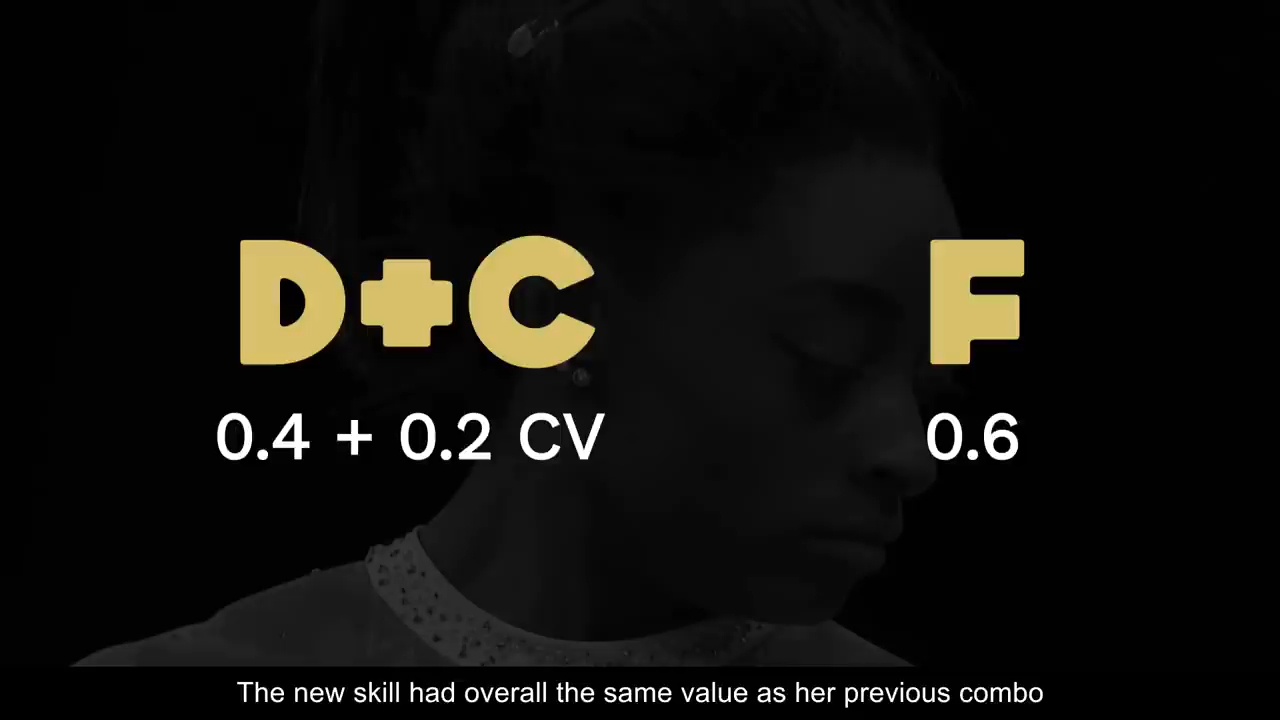 D+C F
0.4 + 0.2 CV 0.6
The new skill had overall the same value as her previous combo